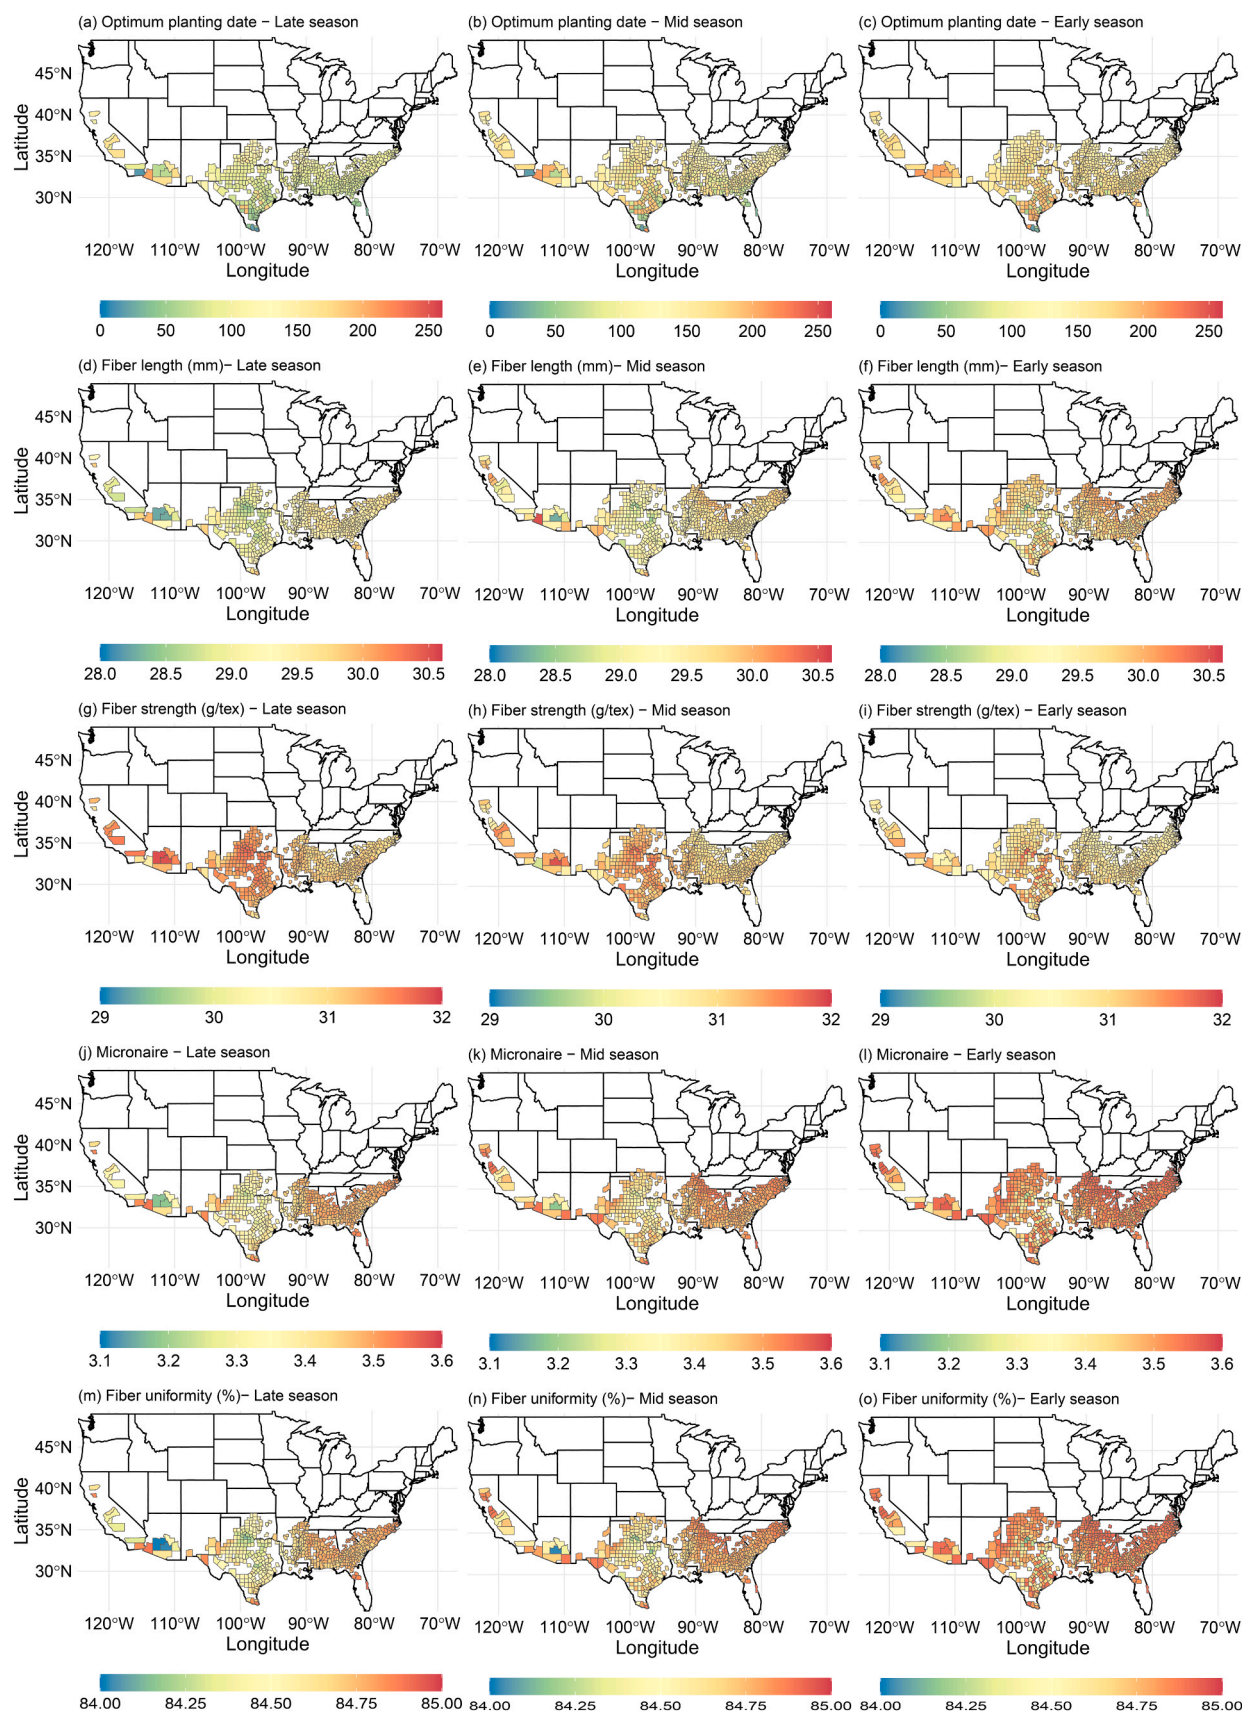 (a) Optimum planting date − Late season
(b) Optimum planting date − Mid season
(c) Optimum planting date − Early season
45°N
40°N
35°N
30°N
Latitude
120°W 110°W 100°W 90°W 80°W 70°W
120°W 110°W 100°W 90°W 80°W 70°W
120°W 110°W 100°W 90°W 80°W 70°W
Longitude
Longitude
Longitude
0 50 100 150 200 250
0 50 100 150 200 250
0 50 100 150 200 250
(d) Fiber length (mm)− Late season
(e) Fiber length (mm)− Mid season
(f) Fiber length (mm)− Early season
45°N
40°N
35°N
30°N
Latitude
120°W 110°W 100°W 90°W 80°W 70°W
120°W 110°W 100°W 90°W 80°W 70°W
120°W 110°W 100°W 90°W 80°W 70°W
Longitude
Longitude
Longitude
28.0 28.5 29.0 29.5 30.0 30.5
28.0 28.5 29.0 29.5 30.0 30.5
28.0 28.5 29.0 29.5 30.0 30.5
(g) Fiber strength (g/tex) − Late season
(h) Fiber strength (g/tex) − Mid season
(i) Fiber strength (g/tex) − Early season
45°N
40°N
35°N
30°N
Latitude
120°W 110°W 100°W 90°W 80°W 70°W
120°W 110°W 100°W 90°W 80°W 70°W
120°W 110°W 100°W 90°W 80°W 70°W
Longitude
Longitude
Longitude
29 30 31 32
29 30 31 32
29 30 31 32
(j) Micronaire − Late season
(k) Micronaire − Mid season
(l) Micronaire − Early season
45°N
40°N
35°N
30°N
Latitude
120°W 110°W 100°W 90°W 80°W 70°W
120°W 110°W 100°W 90°W 80°W 70°W
120°W 110°W 100°W 90°W 80°W 70°W
Longitude
Longitude
Longitude
3.1 3.2 3.3 3.4 3.5 3.6
3.1 3.2 3.3 3.4 3.5 3.6
3.1 3.2 3.3 3.4 3.5 3.6
(m) Fiber uniformity (%)− Late season
(n) Fiber uniformity (%)− Mid season
(o) Fiber uniformity (%)− Early season
45°N
40°N
35°N
30°N
Latitude
120°W 110°W 100°W 90°W 80°W 70°W
120°W 110°W 100°W 90°W 80°W 70°W
120°W 110°W 100°W 90°W 80°W 70°W
Longitude
Longitude
Longitude
84.00 84.25 84.50 84.75 85.00
84.00 84.25 84.50 84.75 85.00
84.00 84.25 84.50 84.75 85.00